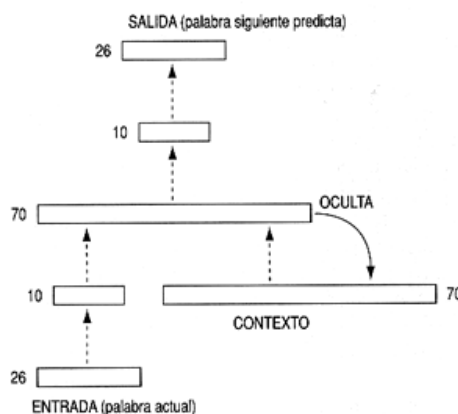 SALIDA (palabra siguiente predicta)
26
10
70
OCULTA
10
70
CONTEXTO
26
ENTRADA (palabra actual)